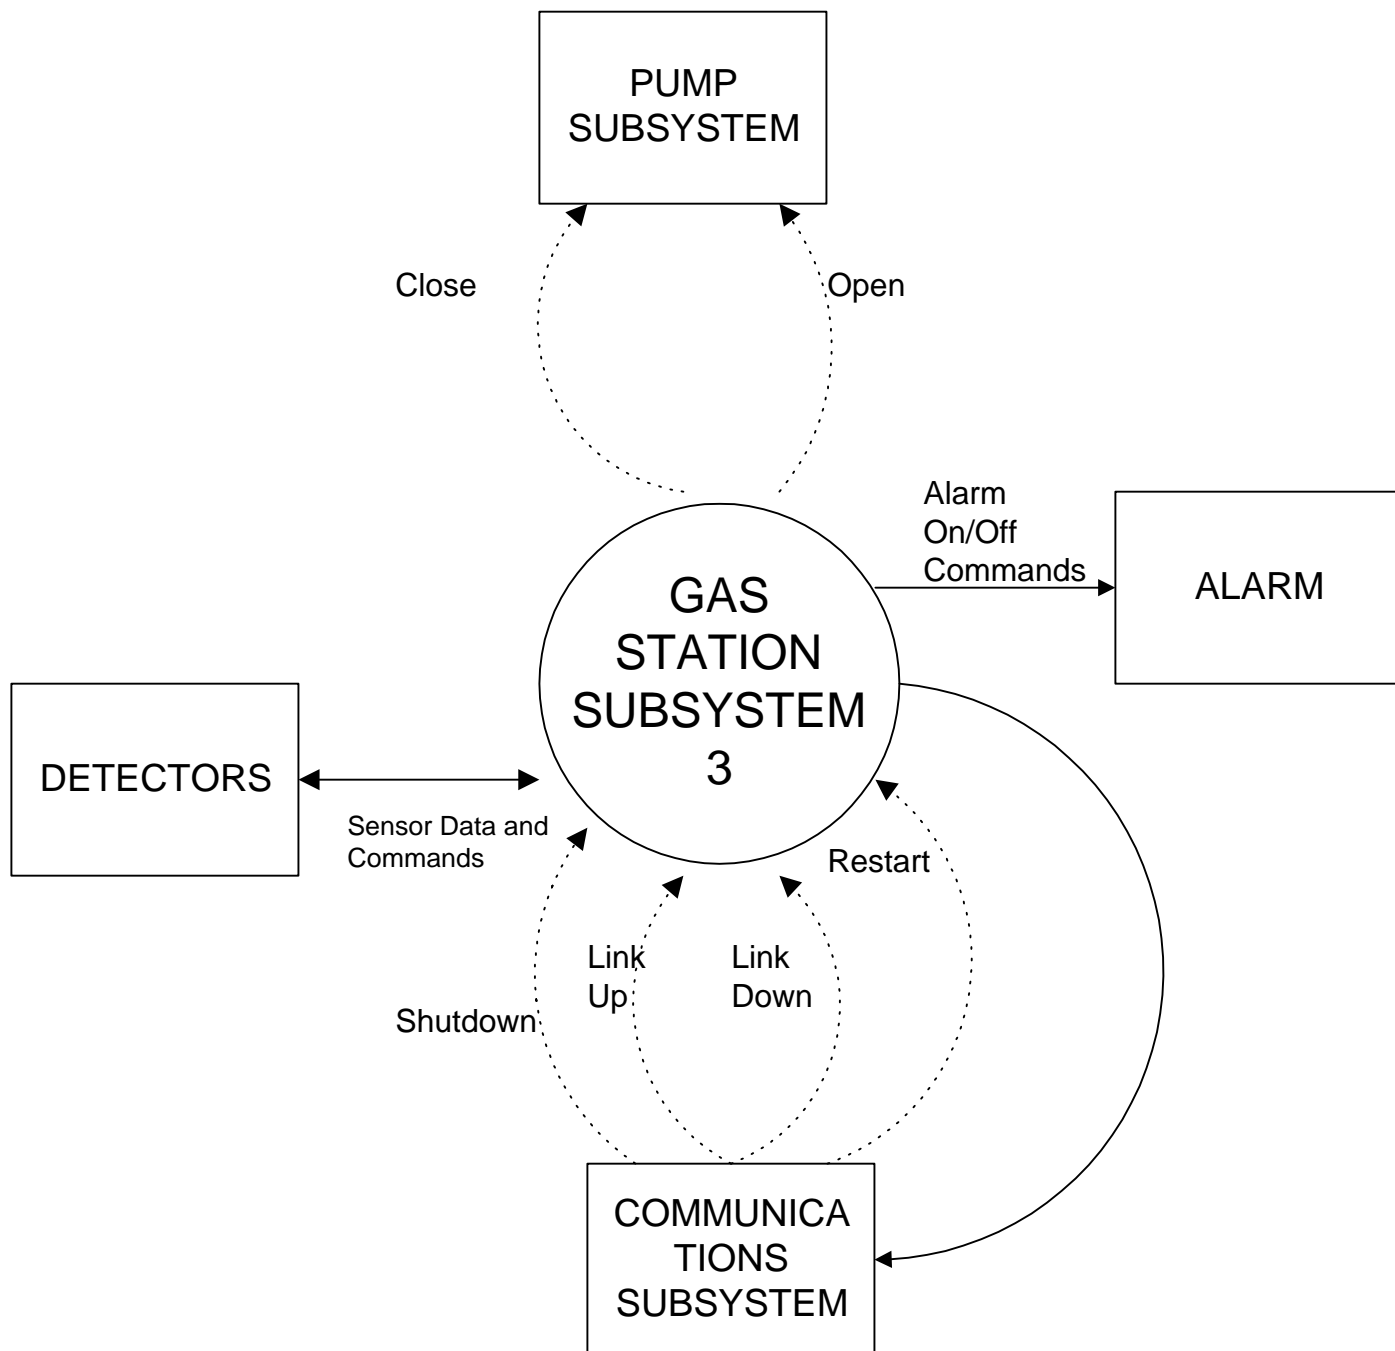 PUMP
SUBSYSTEM
Close
Open
Alarm
On/Off
Commands
ALARM
GAS
STATION
SUBSYSTEM
3
DETECTORS
Sensor Data and
Commands
Restart
Link
Up
Link
Down
Shutdown
COMMUNICA
TIONS
SUBSYSTEM